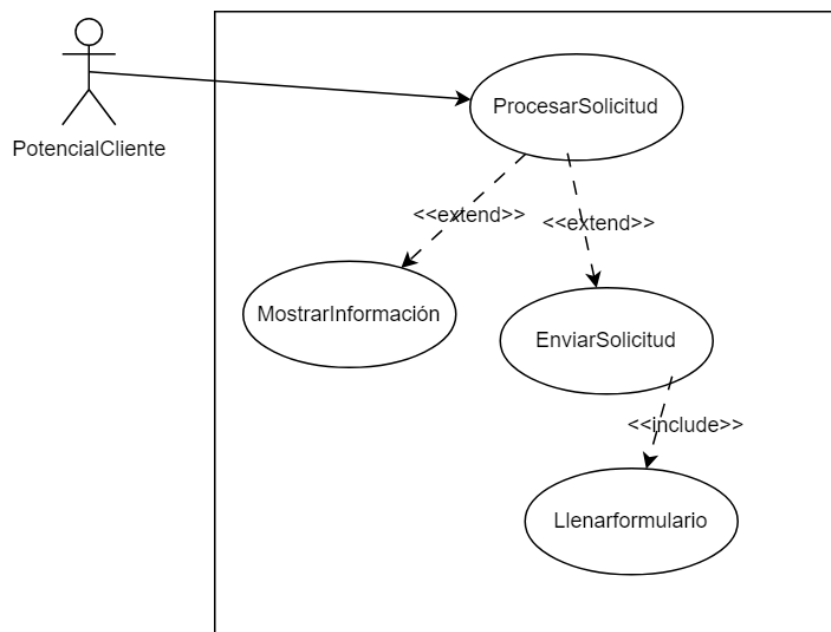 ProcesarSolicitud
PotencialCliente
<<extend>>
<<extend>>
MostrarInformación
EnviarSolicitud
<<include>>
Llenarformulario